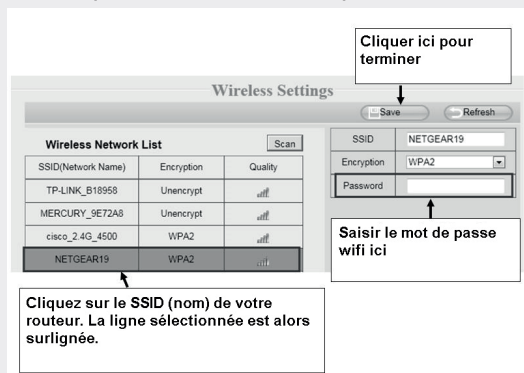 Cliquer ici pour
terminer
Wireless Settings
Save
Refresh
Wireless Network List
Scan
SSID(Network Name)
Encryption
Quality
TP-LINK_B18958
Unencrypt
MERCURY_9E72A8
Unencrypt
cisco_2.4G_4500
WPA2
NETGEAR19
WPA2
SSID
NETGEAR19
Encryption
WPA2
Password
Saisir le mot de passe
wifi ici
Cliquez sur le SSID (nom) de votre
routeur. La ligne sélectionnée est alors
surlignée.